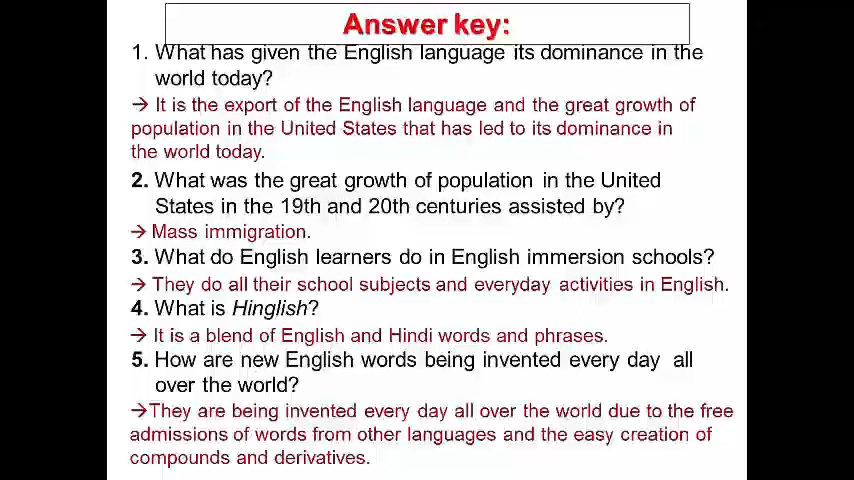 Answer key:
1. What has given the English language its dominance in the
world today?
→ It is the export of the English language and the great growth of
population in the United States that has led to its dominance in
the world today.
2. What was the great growth of population in the United
States in the 19th and 20th centuries assisted by?
→ Mass immigration.
3. What do English learners do in English immersion schools?
→ They do all their school subjects and everyday activities in English.
4. What is Hinglish?
→ It is a blend of English and Hindi words and phrases.
5. How are new English words being invented every day all
over the world?
→They are being invented every day all over the world due to the free
admissions of words from other languages and the easy creation of
compounds and derivatives.